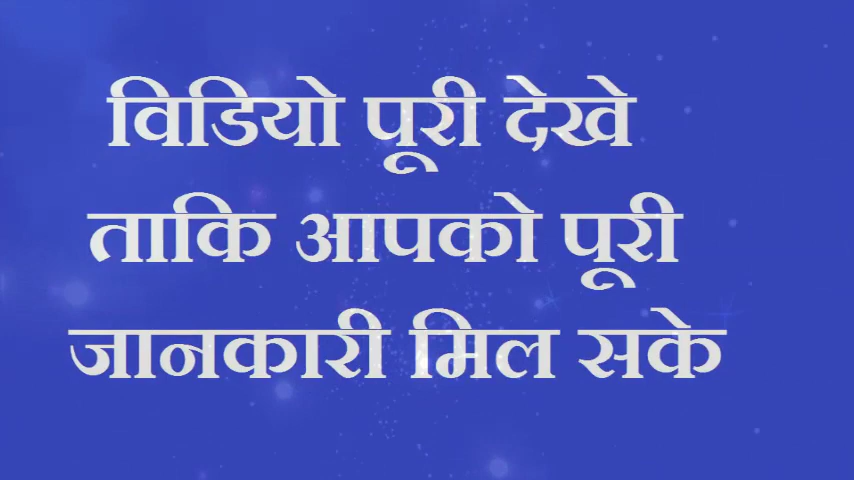 विडियो पूरी देखे
ताकि आपको पूरी
जानकारी मिल सके